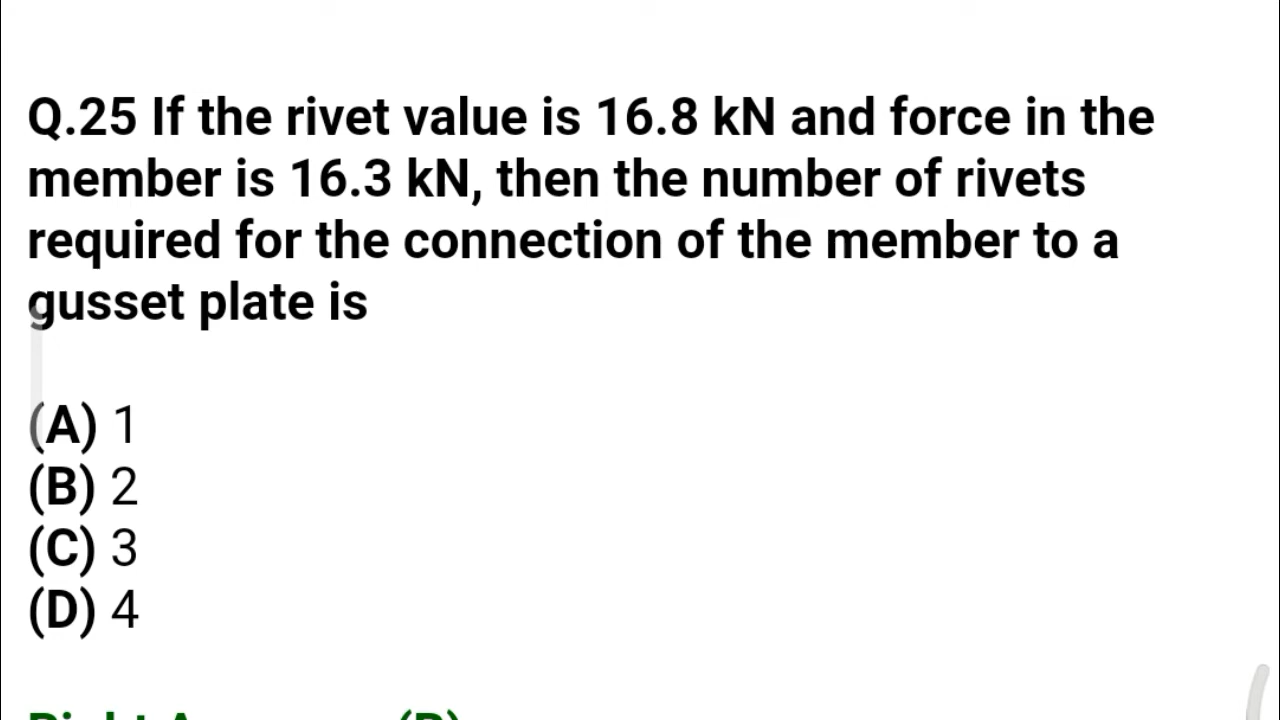 Q.25 If the rivet value is 16.8 kN and force in the
member is 16.3 kN, then the number of rivets
required for the connection of the member to a
gusset plate is
(A) 1
(B) 2
(C) 3
(D) 4